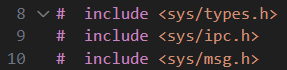 8 # include <sys/types.h>
9 # include <sys/ipc.h>
10 # include <sys/msg.h>